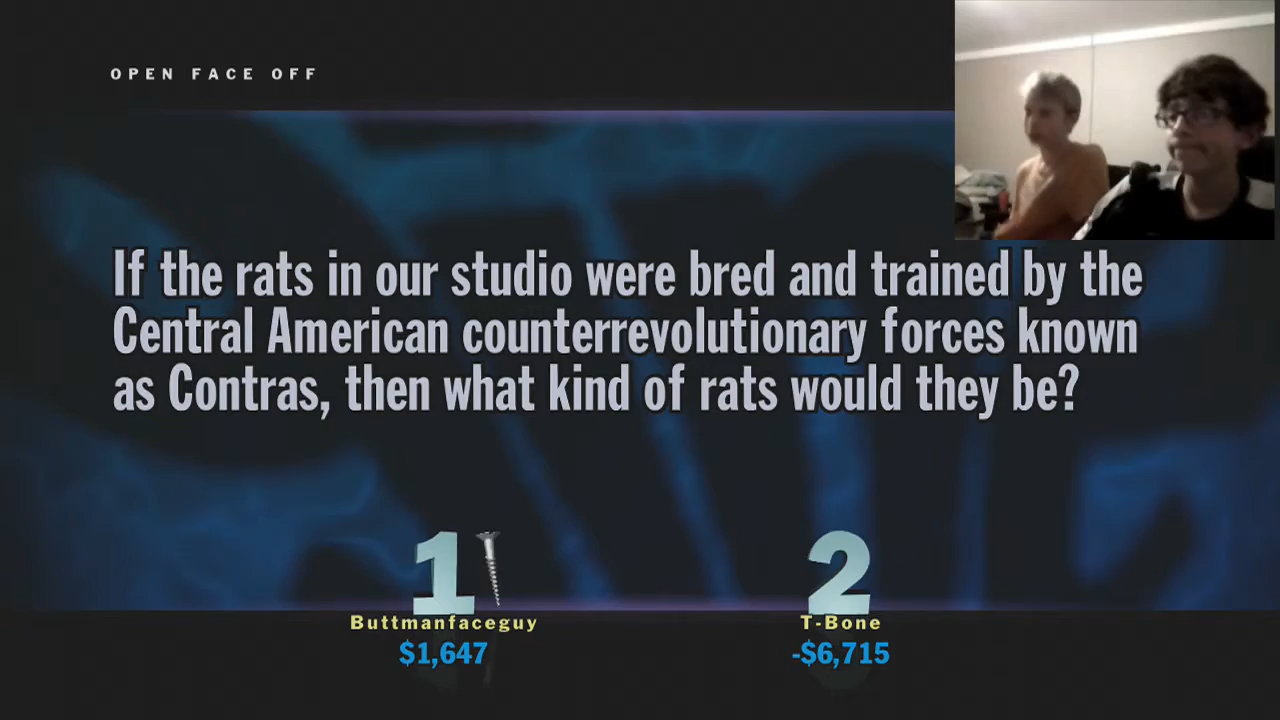 OPEN FACE OFF
If the rats in our studio were bred and trained by the
Central American counterrevolutionary forces known
as Contras, then what kind of rats would they be?
1
2
Buttmanfaceguy
T-Bone
$1,647
-$6,715